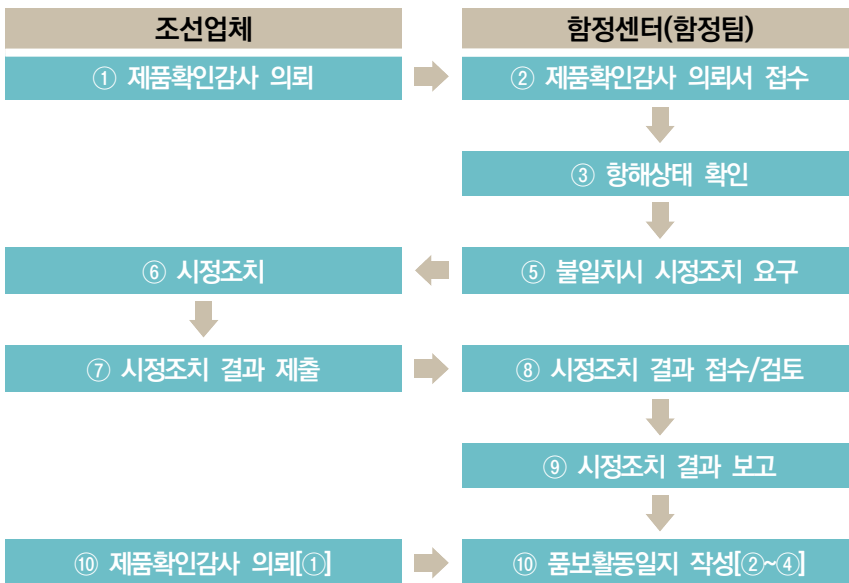 조선업체
함정센터(함정팀)
① 제품확인감사 의뢰
② 제품확인감사 의뢰서 접수
③ 항해상태 확인
⑥ 시정조치
⑤ 불일치시 시정조치 요구
⑦ 시정조치 결과 제출
⑧ 시정조치 결과 접수/검토
⑨ 시정조치 결과 보고
⑩ 제품확인감사 의뢰[①]
⑩ 품보활동일지 작성[②~④]